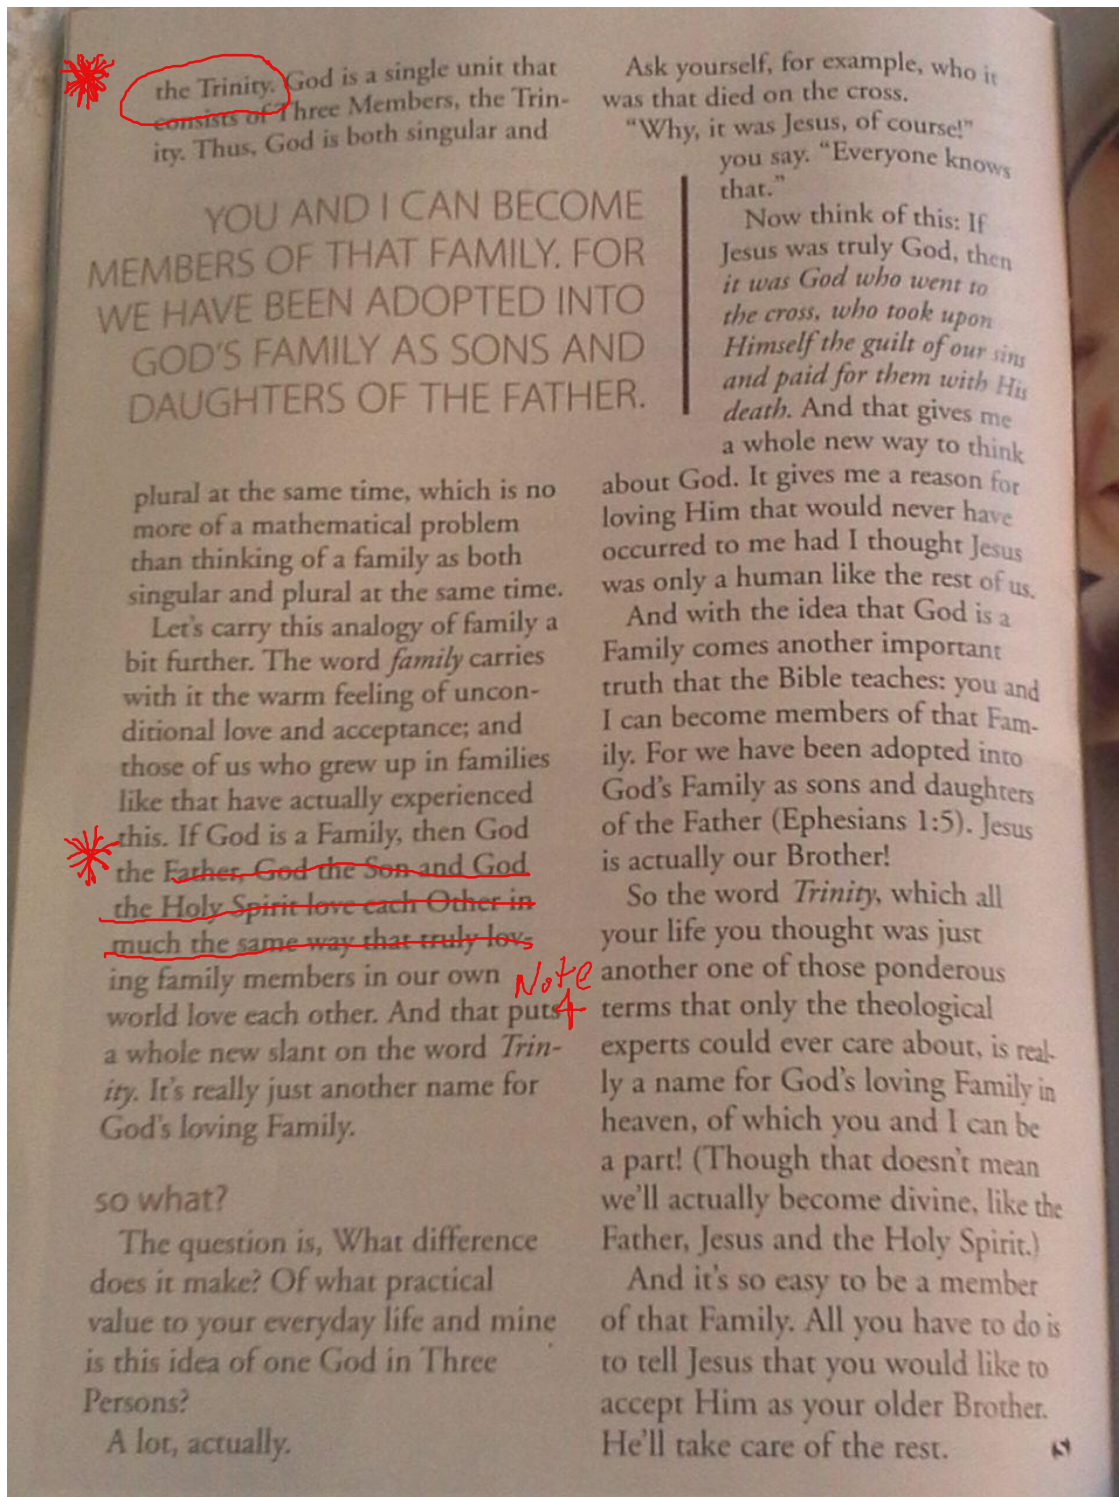 the Trinity. God is a single unit that
consists of Three Members, the Trin-
ity. Thus, God is both singular and
YOU AND I CAN BECOME
MEMBERS OF THAT FAMILY. FOR
WE HAVE BEEN ADOPTED INTO
GOD'S FAMILY AS SONS AND
DAUGHTERS OF THE FATHER.
plural at the same time, which is no
more of a mathematical problem
than thinking of a family as both
singular and plural at the same time.
Let's carry this analogy of family a
bit further. The word family carries
with it the warm feeling of uncon-
ditional love and acceptance; and
those of us who grew up in families
like that have actually experienced
this. If God is a Family, then God
the Father, God the Son and God
the Holy Spirit love each Other in
much the same way that truly lov-
ing family members in our own
Note
world love each other. And that puts
4
a whole new slant on the word Trin-
ity. It's really just another name for
God's loving Family.
so what?
The question is, What difference
does it make? Of what practical
value to your everyday life and mine
is this idea of one God in Three
Persons?
A lot, actually.
Ask yourself, for example, who it
was that died on the cross.
"Why, it was Jesus, of course!"
you say. "Everyone knows
that."
Now think of this: If
Jesus was truly God, then
it was God who went to
the cross, who took upon
Himself the guilt of our sins
and paid for them with His
death. And that gives me
a whole new way to think
about God. It gives me a reason for
loving Him that would never have
occurred to me had I thought Jesus
was only a human like the rest of us.
And with the idea that God is a
Family comes another important
truth that the Bible teaches: you and
I can become members of that Fam-
ily. For we have been adopted into
God's Family as sons and daughters
of the Father (Ephesians 1:5). Jesus
is actually our Brother!
So the word Trinity, which all
your life you thought was just
another one of those ponderous
terms that only the theological
experts could ever care about, is real-
ly a name for God's loving Family in
heaven, of which you and I can be
a part! (Though that doesn't mean
we'll actually become divine, like the
Father, Jesus and the Holy Spirit.)
And it's so easy to be a member
of that Family. All you have to do is
to tell Jesus that you would like to
accept Him as your older Brother.
He'll take care of the rest.